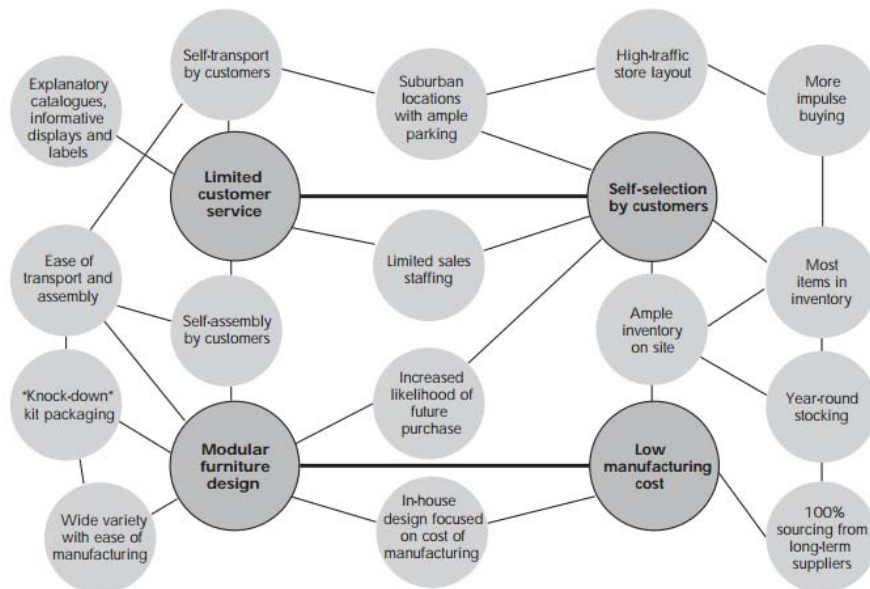 Self-transport
by customers
High-traffic
store layout
Explanatory
catalogues,
informative
displays and
labels
Suburban
locations
with ample
parking
More
impulse
buying
Limited
customer
service
Self-selection
by customers
Ease of
transport and
assembly
Limited sales
staffing
Most
items in
inventory
Self-assembly
by customers
Ample
inventory
on site
"Knock-down"
kit packaging
Increased
likelihood of
future
purchase
Year-round
stocking
Modular
furniture
design
Low
manufacturing
cost
Wide variety
with ease of
manufacturing
In-house
design focused
on cost of
manufacturing
100%
sourcing from
long-term
suppliers